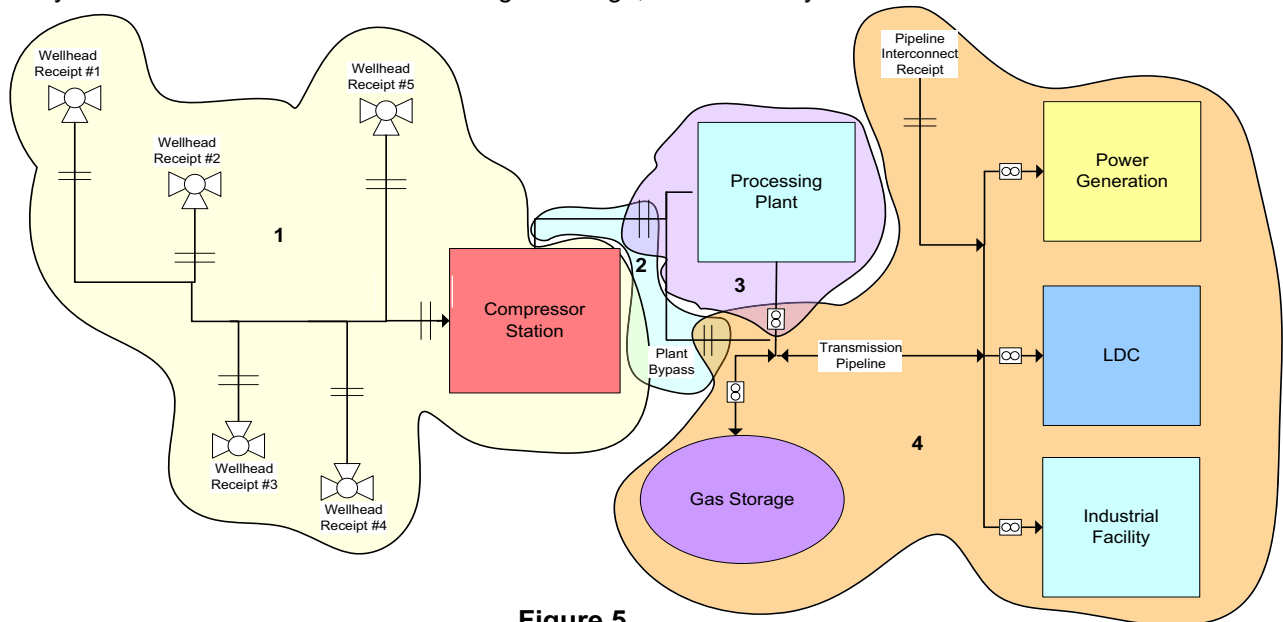 Wellhead
Receipt #1
Wellhead
Receipt #2
Wellhead
Receipt #5
1
Compressor
Station
Wellhead
Receipt #3
Wellhead
Receipt #4
2
Plant
Bypass
Processing
Plant
3
Pipeline
Interconnect
Receipt
Power
Generation
Transmission
Pipeline
LDC
4
Gas Storage
Industrial
Facility
Figure 5